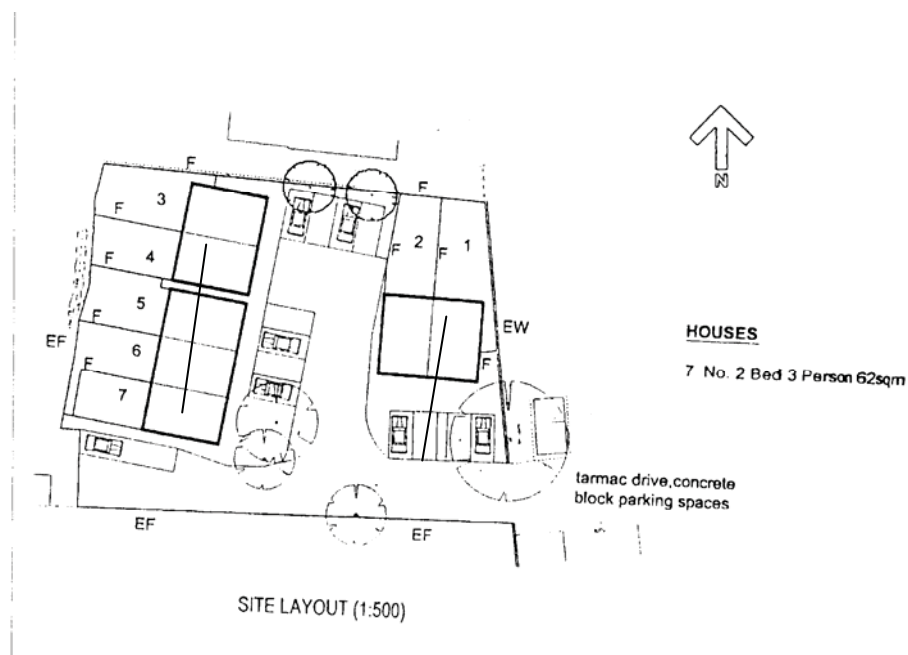 F
F
3
F
2
F
F
1
N
4
F
5
F
EW
EF
6
HOUSES
F
F
7 No. 2 Bed 3 Person 62sqm
7
tarmac drive,concrete
block parking spaces
EF
EF
SITE LAYOUT (1:500)